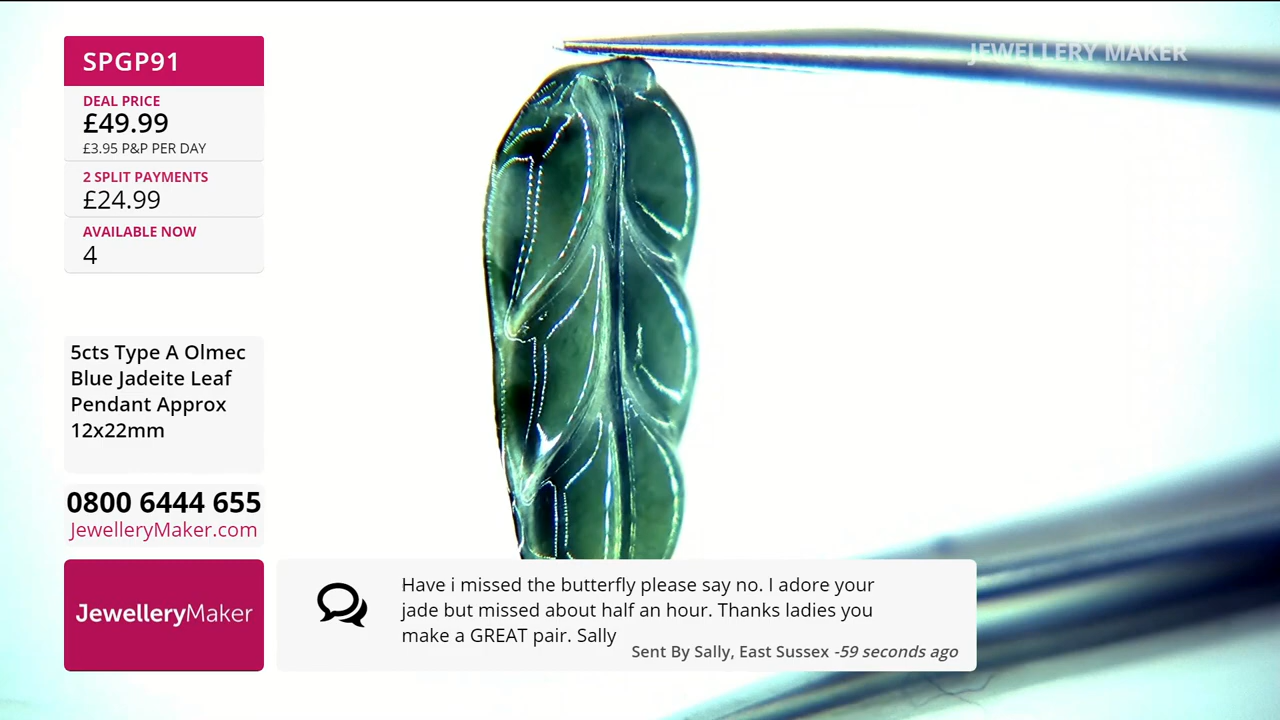 SPGP91
DEAL PRICE
£49.99
£3.95 P&P PER DAY
2 SPLIT PAYMENTS
£24.99
AVAILABLE NOW
4
5cts Type A Olmec
Blue Jadeite Leaf
Pendant Approx
12x22mm
0800 6444 655
JewelleryMaker.com
JewelleryMaker
JEWELLERY MAKER
Have i missed the butterfly please say no. I adore your
jade but missed about half an hour. Thanks ladies you
make a GREAT pair. Sally
Sent By Sally, East Sussex -59 seconds ago